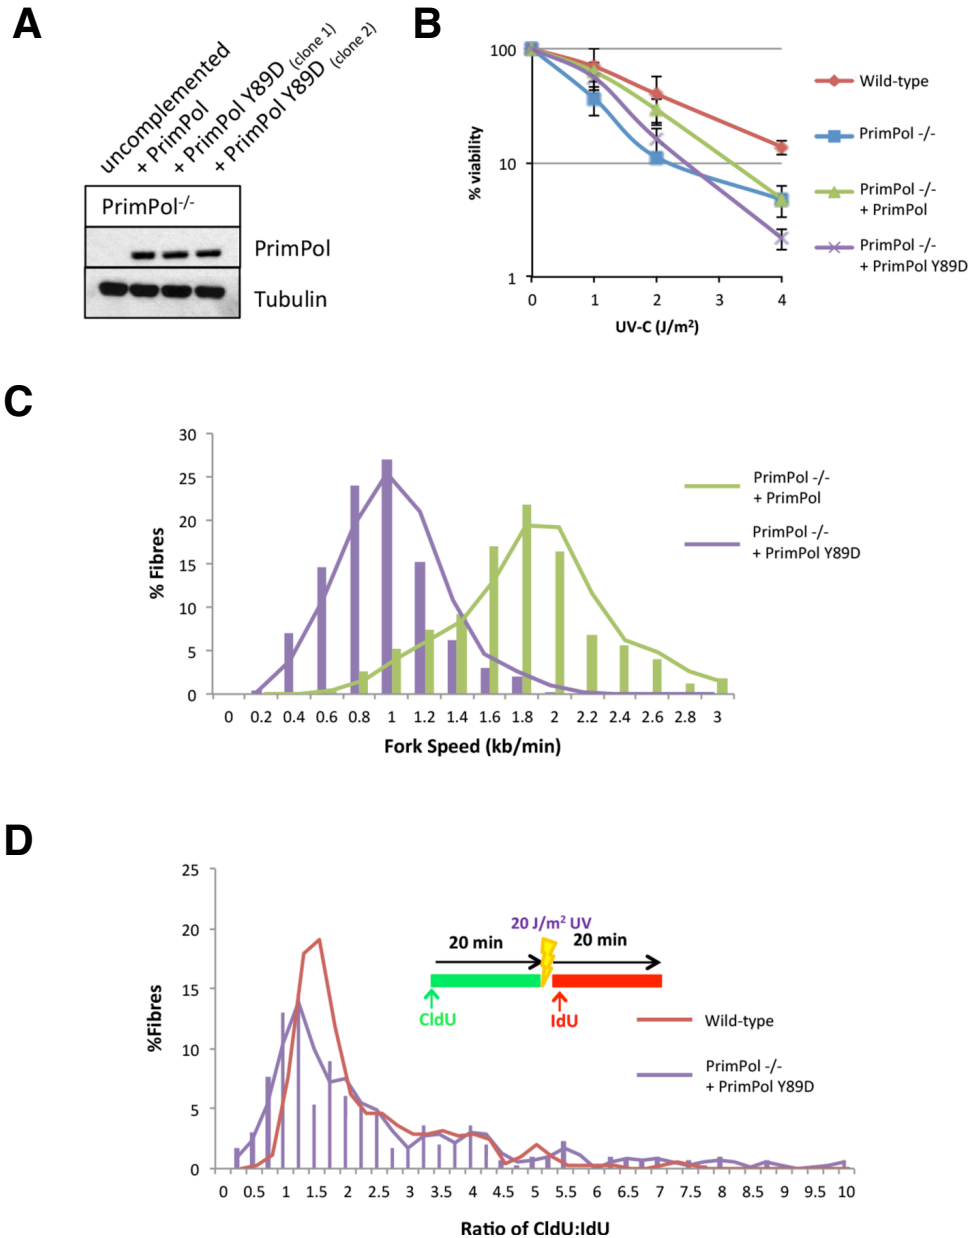 A
uncomplemented
+ PrimPol
+ PrimPol Y89D (clone 1)
+ PrimPol Y89D (clone 2)
PrimPol-/-
PrimPol
Tubulin
B
100
10
1
% viability
0 1 2 3 4
UV-C (J/m²)
Wild-type
PrimPol -/-
PrimPol -/-
+ PrimPol
PrimPol -/-
+ PrimPol Y89D
C
30
25
20
15
10
5
0
% Fibres
0 0.2 0.4 0.6 0.8 1 1.2 1.4 1.6 1.8 2 2.2 2.4 2.6 2.8 3
Fork Speed (kb/min)
PrimPol -/-
+ PrimPol
PrimPol -/-
+ PrimPol Y89D
D
25
20
15
10
5
0
%Fibres
20 J/m² UV
20 min 20 min
CldU IdU
Wild-type
PrimPol -/-
+ PrimPol Y89D
0 0.5 1 1.5 2 2.5 3 3.5 4 4.5 5 5.5 6 6.5 7 7.5 8 8.5 9 9.5 10
Ratio of CldU:IdU